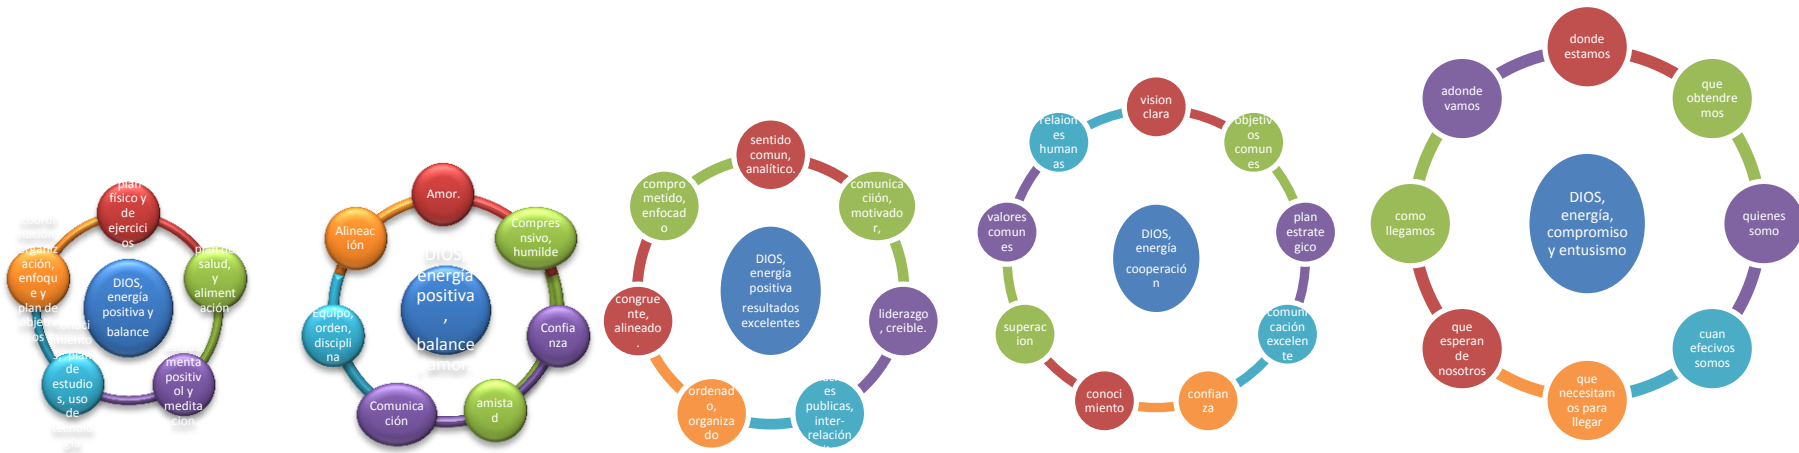 plan
físico y
de
ejercici
os
salud,
y
aliment
ación
menta
positiv
y
de
estudio
s, uso
de
enfoqu
e y
DIOS,
energía
positiva y
balance
Amor.
Compre
nsivo,
humilde
Confia
nza
amista
d
Comunica
ción
Equipo,
orden,
discipli
na
Alineac
ión
DIOS,
energía
positiva
,
balance
amor
sentido
comun,
analítico.
comunica
ciión,
motivado
r,
liderazgo
, creible.
es
publicas,
inter-
relación
ordenad
o,
organiza
do
congrue
nte,
alineado
.
compro
metido,
enfocad
o
DIOS,
energía
positiva
resultados
excelentes
vision
clara
objetiv
os
comun
es
plan
estrate
gico
comuni
cación
excelen
te
confian
za
conoci
miento
superac
ion
valores
comun
es
relaion
es
human
as
DIOS,
energía
cooperació
n
donde
estamos
que
obtendre
mos
quienes
somo
cuan
efecivos
somos
que
necesitam
os para
llegar
que
esperan
de
nosotros
como
llegamos
adonde
vamos
DIOS,
energía,
compromiso
y entusismo